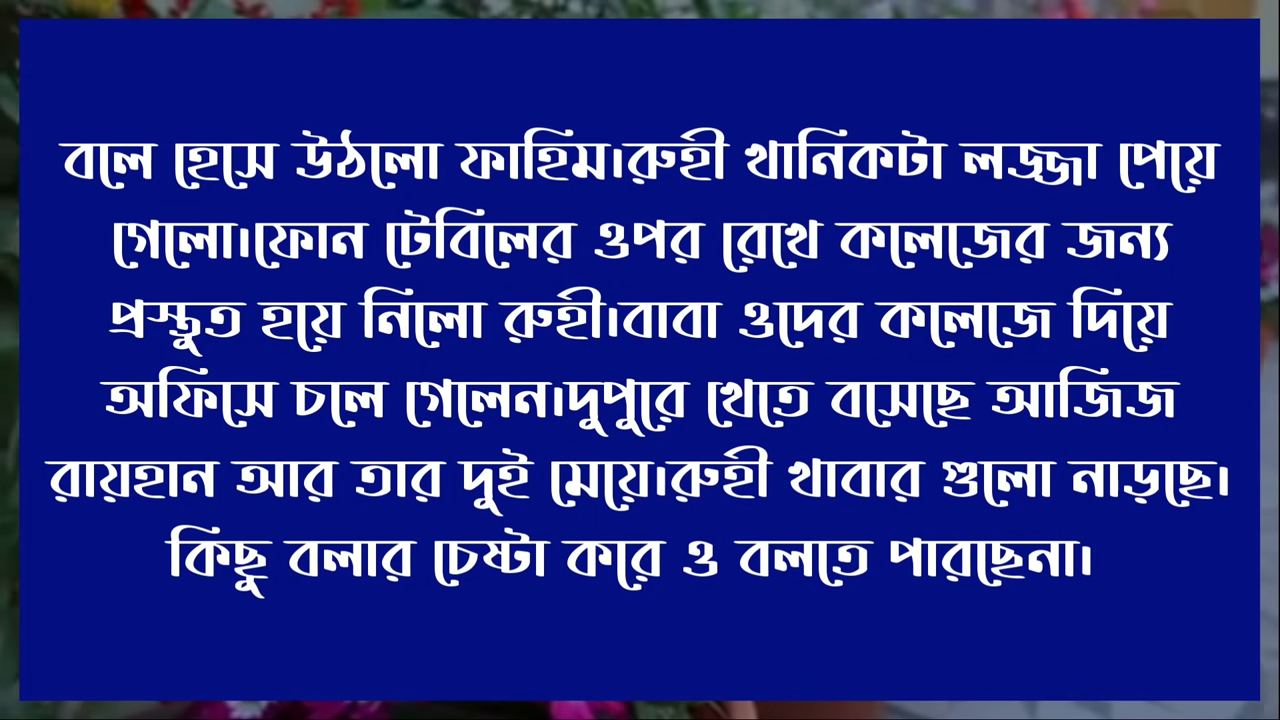 বলে হেসে উঠলো ফাহিম।রুহী খানিকটা লজ্জা পেয়ে
গেলো।ফোন টেবিলের ওপর রেখে কলেজের জন্য
প্রস্তুত হয়ে নিলো রুহী।বাবা ওদের কলেজে দিয়ে
অফিসে চলে গেলেন।দুপুরে খেতে বসেছে আজিজ
রায়হান আর তার দুই মেয়ে।রুহী খাবার গুলো নাড়ছে।
কিছু বলার চেষ্টা করে ও বলতে পারছেনা।